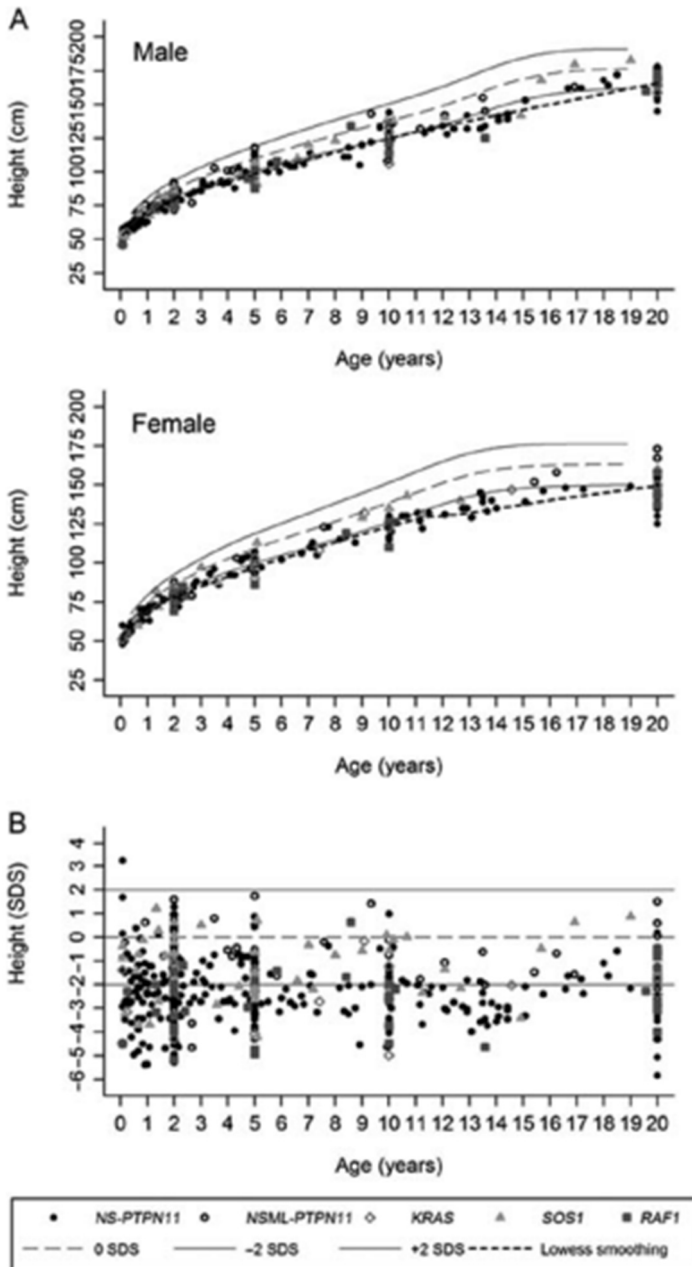 A
Male
Height (cm)
25 50 75 100 125 150 175 200
0 1 2 3 4 5 6 7 8 9 10 11 12 13 14 15 16 17 18 19 20
Age (years)
Female
Height (cm)
25 50 75 100 125 150 175 200
0 1 2 3 4 5 6 7 8 9 10 11 12 13 14 15 16 17 18 19 20
Age (years)
B
Height (SDS)
-6 -5 -4 -3 -2 -1 0 1 2 3 4
0 1 2 3 4 5 6 7 8 9 10 11 12 13 14 15 16 17 18 19 20
Age (years)
NS-PTPN11 NSML-PTPN11 KRAS SOS1 RAF1
0 SDS −2 SDS +2 SDS Lowess smoothing